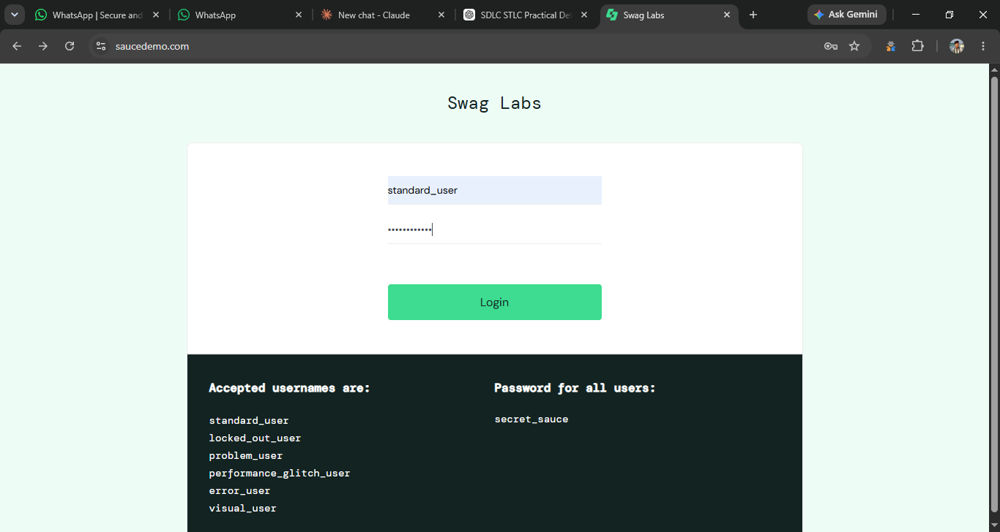 WhatsApp | Secure and
WhatsApp
New chat - Claude
SDLC STLC Practical De
Swag Labs
Ask Gemini
saucedemo.com
Swag Labs
standard_user
••••••••••••
Login
Accepted usernames are:
standard_user
locked_out_user
problem_user
performance_glitch_user
error_user
visual_user
Password for all users:
secret_sauce